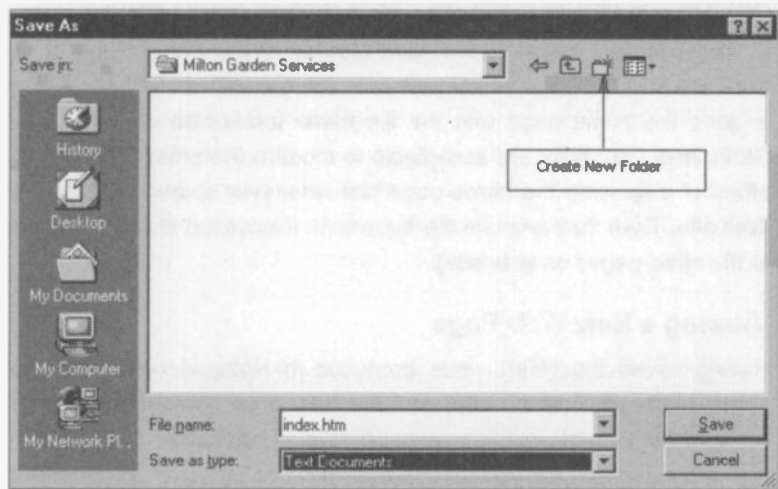 Save As
Save in:
Milton Garden Services
Create New Folder
History
Desktop
My Documents
My Computer
My Network Pl...
File name:
index.htm
Save
Save as type:
Text Documents
Cancel